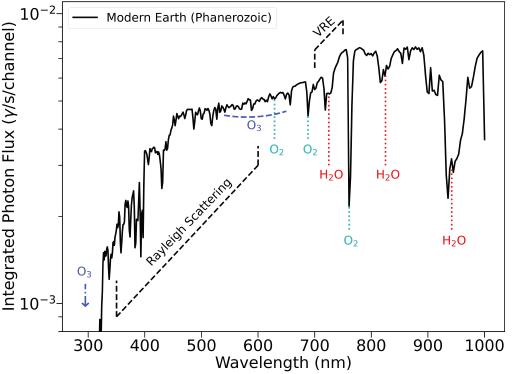 10⁻²
Modern Earth (Phanerozoic)
VRE
O₃
O₂
O₂
H₂O
H₂O
Rayleigh Scattering
O₂
H₂O
O₃
10⁻³
Integrated Photon Flux (γ/s/channel)
300 400 500 600 700 800 900 1000
Wavelength (nm)